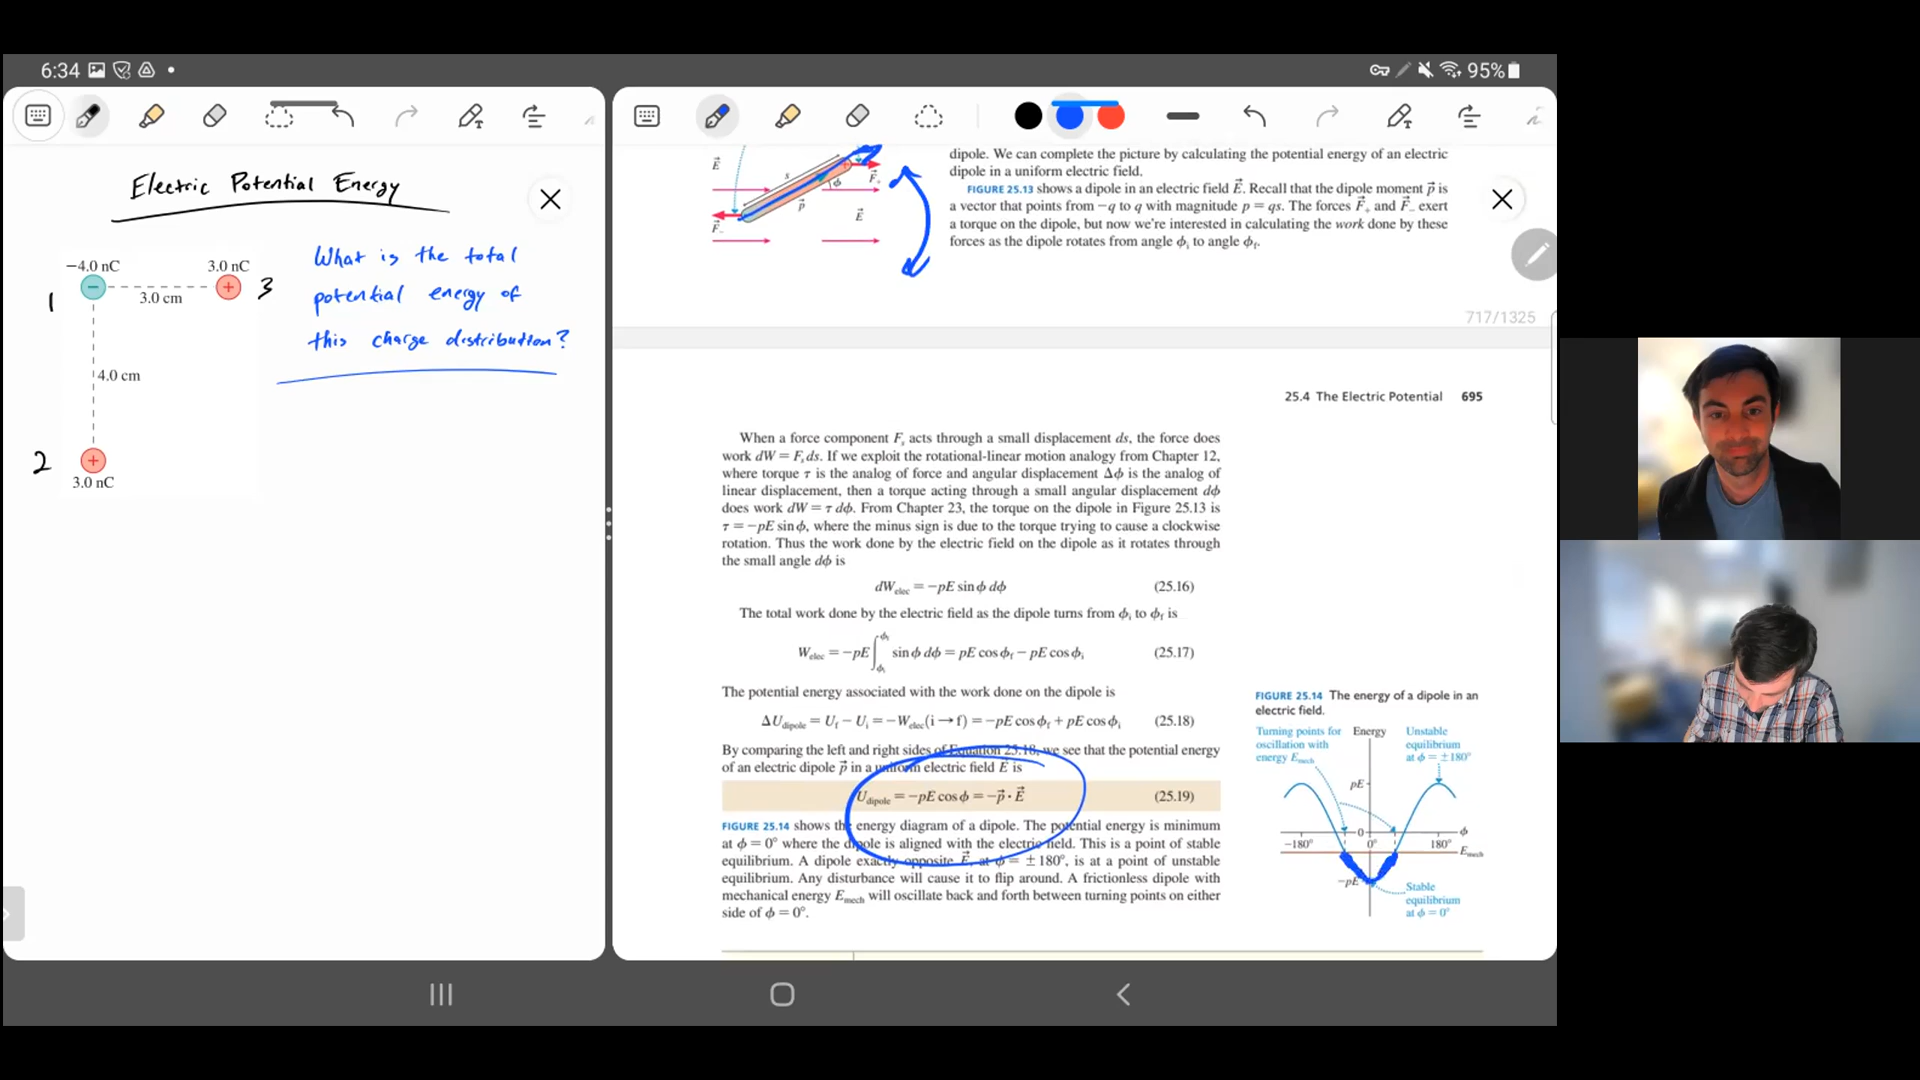 6:34
95%
Electric Potential Energy
−4.0 nC
3.0 nC
1
3.0 cm
3
4.0 cm
2
3.0 nC
What is the total
potential energy of
this charge distribution?
E⃗
s
ϕ
F⃗₊
p⃗
E⃗
F⃗₋
dipole. We can complete the picture by calculating the potential energy of an electric
dipole in a uniform electric field.
FIGURE 25.13 shows a dipole in an electric field E⃗. Recall that the dipole moment p⃗ is
a vector that points from −q to q with magnitude p = qs. The forces F⃗₊ and F⃗₋ exert
a torque on the dipole, but now we're interested in calculating the work done by these
forces as the dipole rotates from angle ϕᵢ to angle ϕf.
717/1325
25.4 The Electric Potential 695
When a force component Fs acts through a small displacement ds, the force does
work dW = Fs ds. If we exploit the rotational-linear motion analogy from Chapter 12,
where torque τ is the analog of force and angular displacement Δϕ is the analog of
linear displacement, then a torque acting through a small angular displacement dϕ
does work dW = τ dϕ. From Chapter 23, the torque on the dipole in Figure 25.13 is
τ = −pE sin ϕ, where the minus sign is due to the torque trying to cause a clockwise
rotation. Thus the work done by the electric field on the dipole as it rotates through
the small angle dϕ is
dWelec = −pE sin ϕ dϕ (25.16)
The total work done by the electric field as the dipole turns from ϕᵢ to ϕf is
Welec = −pE ∫ϕᵢ^ϕf sin ϕ dϕ = pE cos ϕf − pE cos ϕᵢ (25.17)
The potential energy associated with the work done on the dipole is
ΔUdipole = Uf − Uᵢ = −Welec(i → f) = −pE cos ϕf + pE cos ϕᵢ (25.18)
By comparing the left and right sides of Equation 25.18, we see that the potential energy
of an electric dipole p⃗ in a uniform electric field E⃗ is
Udipole = −pE cos ϕ = −p⃗ · E⃗ (25.19)
FIGURE 25.14 shows the energy diagram of a dipole. The potential energy is minimum
at ϕ = 0° where the dipole is aligned with the electric field. This is a point of stable
equilibrium. A dipole exactly opposite E⃗, at ϕ = ±180°, is at a point of unstable
equilibrium. Any disturbance will cause it to flip around. A frictionless dipole with
mechanical energy Emech will oscillate back and forth between turning points on either
side of ϕ = 0°.
FIGURE 25.14 The energy of a dipole in an
electric field.
Turning points for
oscillation with
energy Emech
Energy
Unstable
equilibrium
at ϕ = ±180°
pE
0
ϕ
−180°
0°
180°
Emech
−pE
Stable
equilibrium
at ϕ = 0°